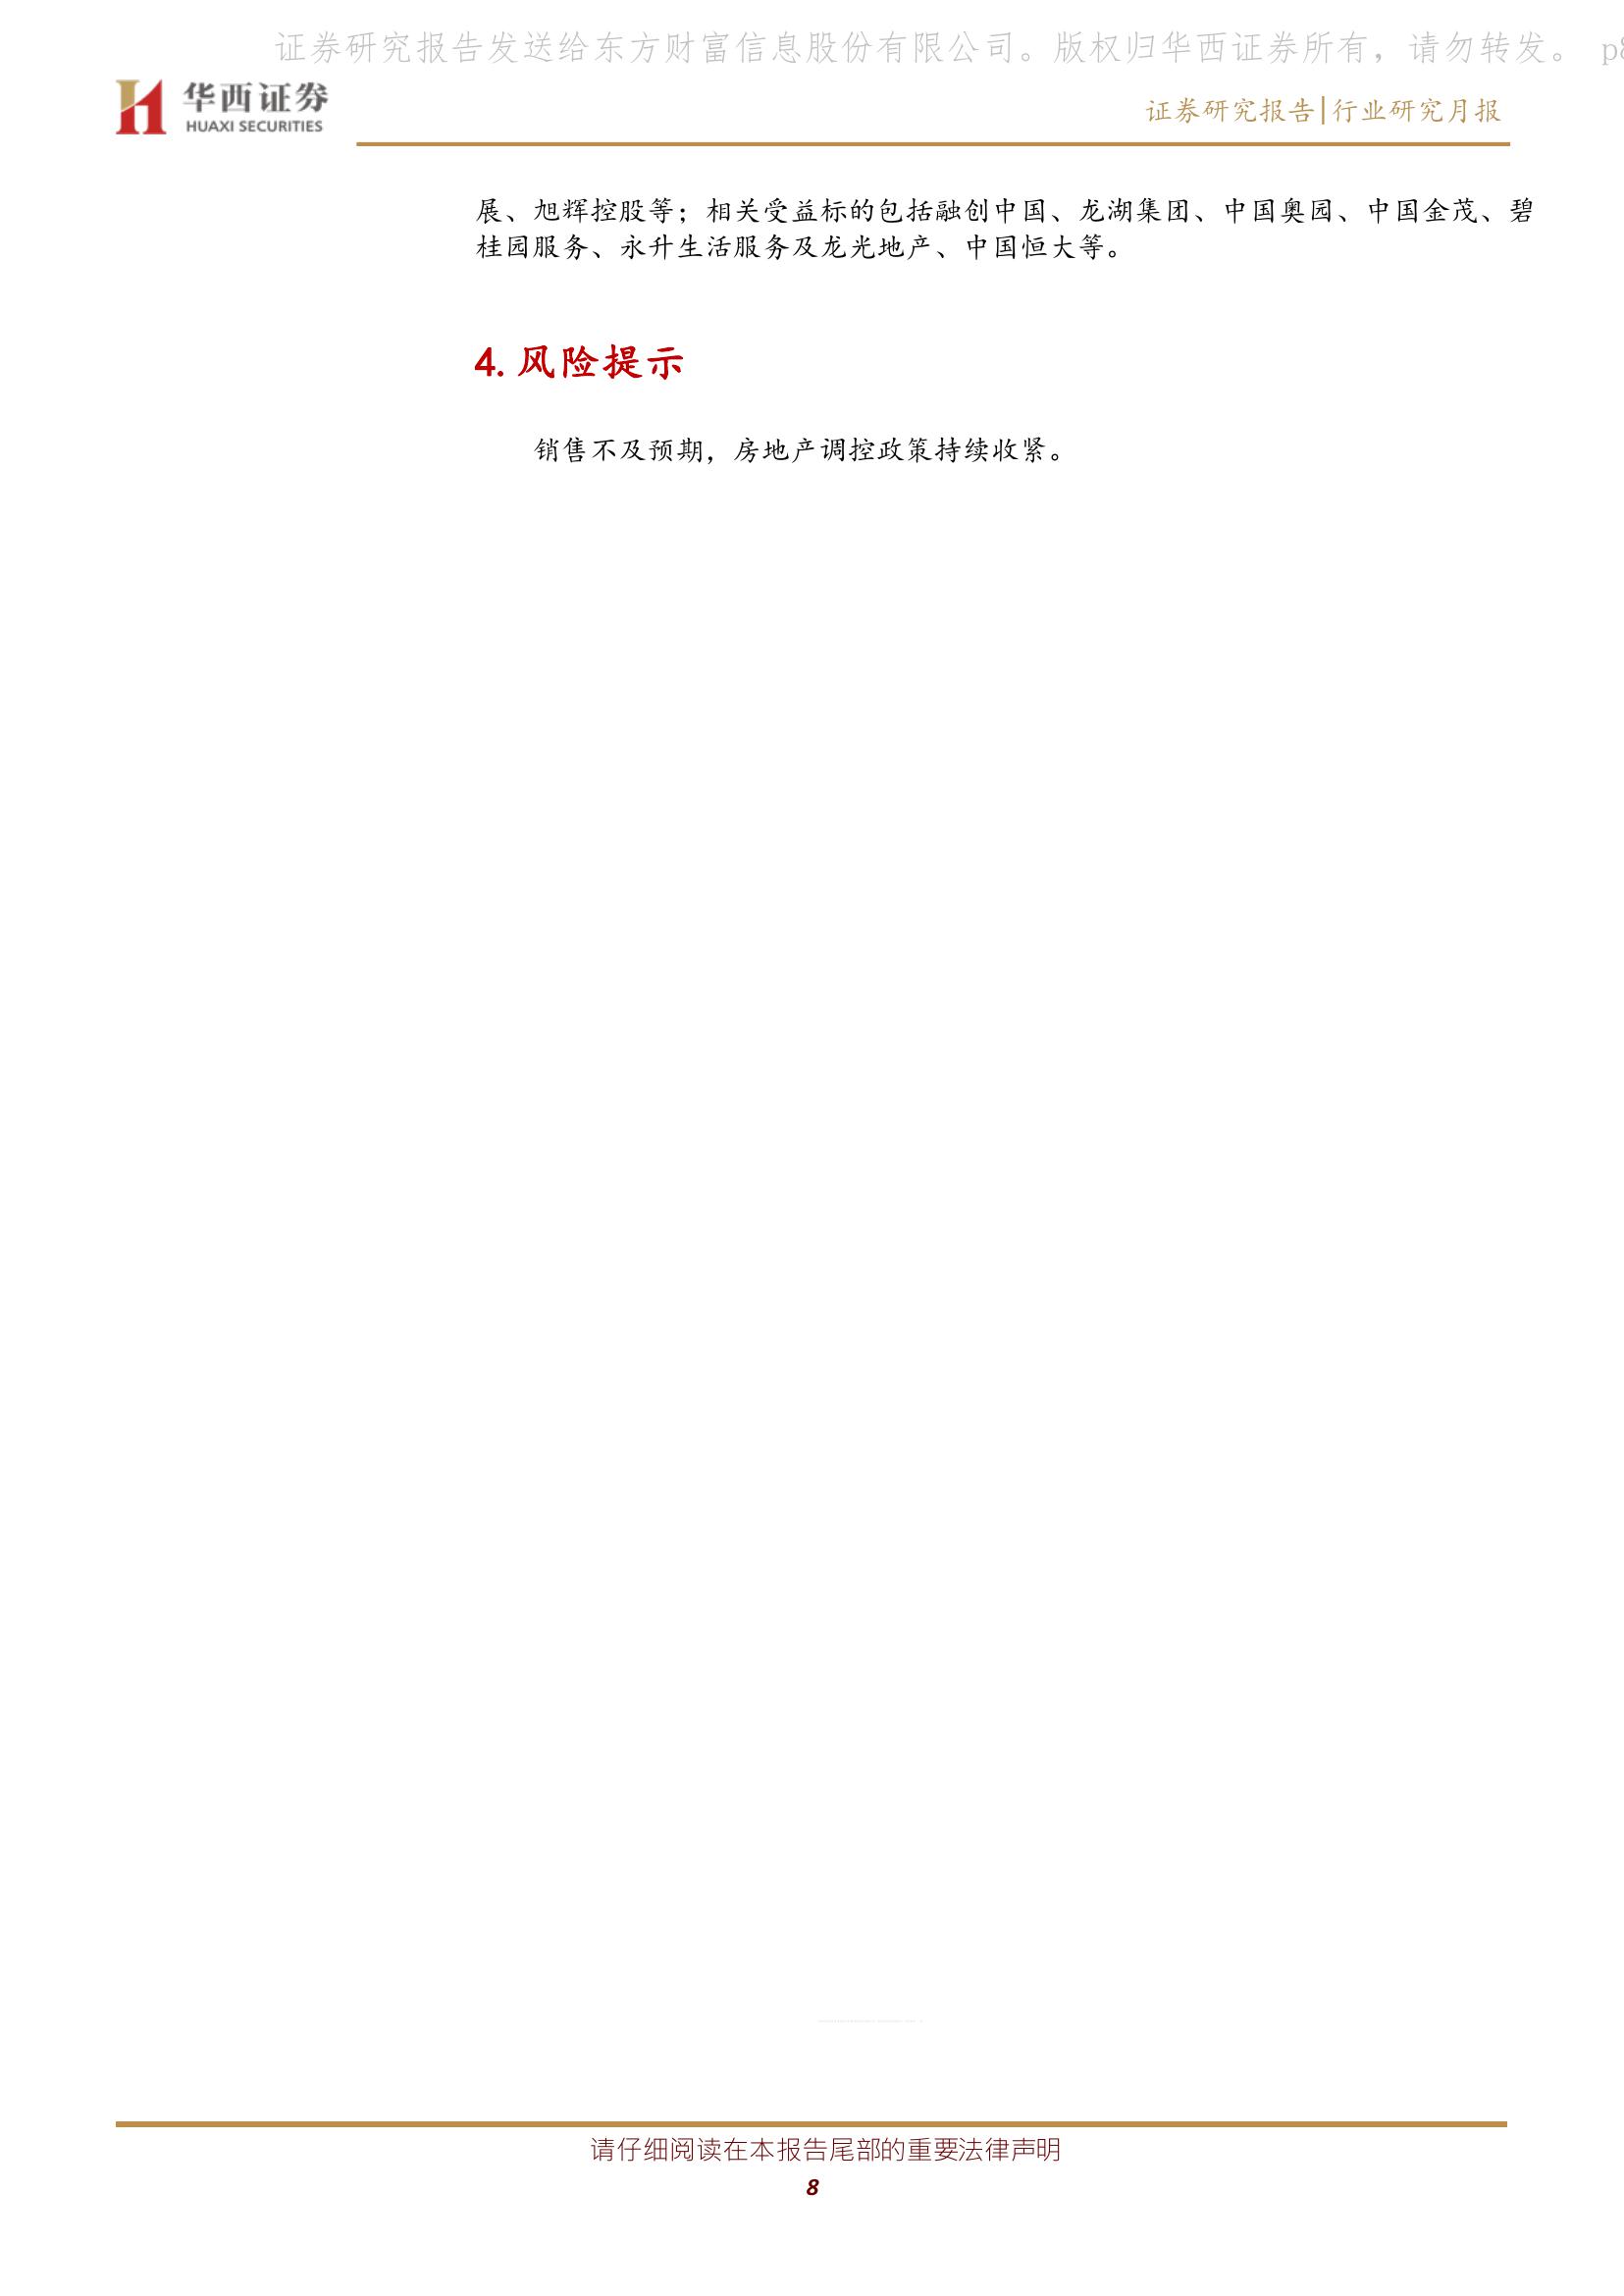 证券研究报告发送给东方财富信息股份有限公司。版权归华西证券所有，请勿转发。 p8
华西证券
HUAXI SECURITIES
证券研究报告|行业研究月报
展、旭辉控股等；相关受益标的包括融创中国、龙湖集团、中国奥园、中国金茂、碧
桂园服务、永升生活服务及龙光地产、中国恒大等。
4. 风险提示
销售不及预期，房地产调控政策持续收紧。
请仔细阅读在本报告尾部的重要法律声明
8